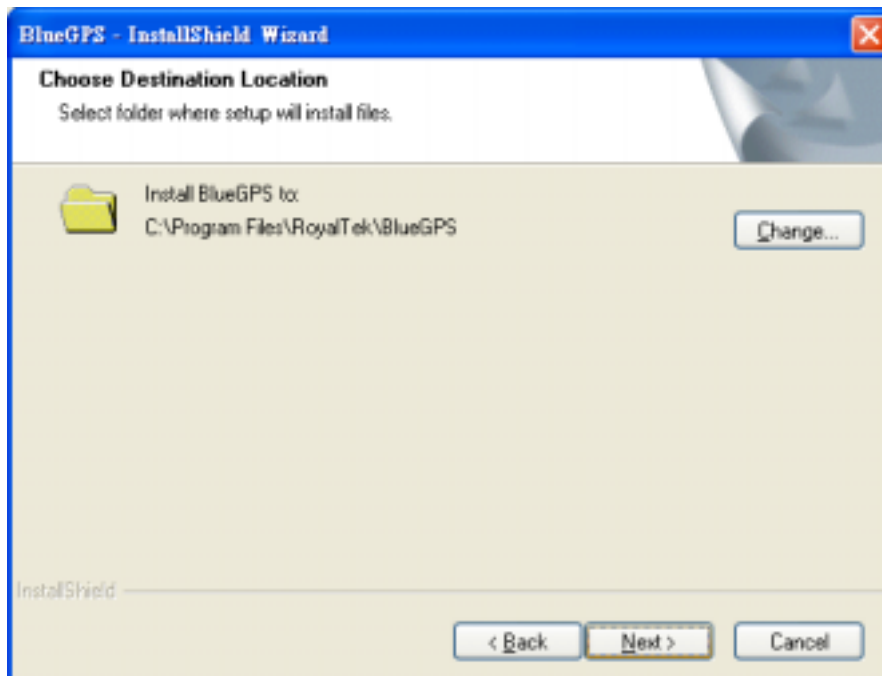 BlueGPS - InstallShield Wizard
Choose Destination Location
Select folder where setup will install files.
Install BlueGPS to:
C:\Program Files\RoyalTek\BlueGPS
Change...
InstallShield
< Back Next > Cancel